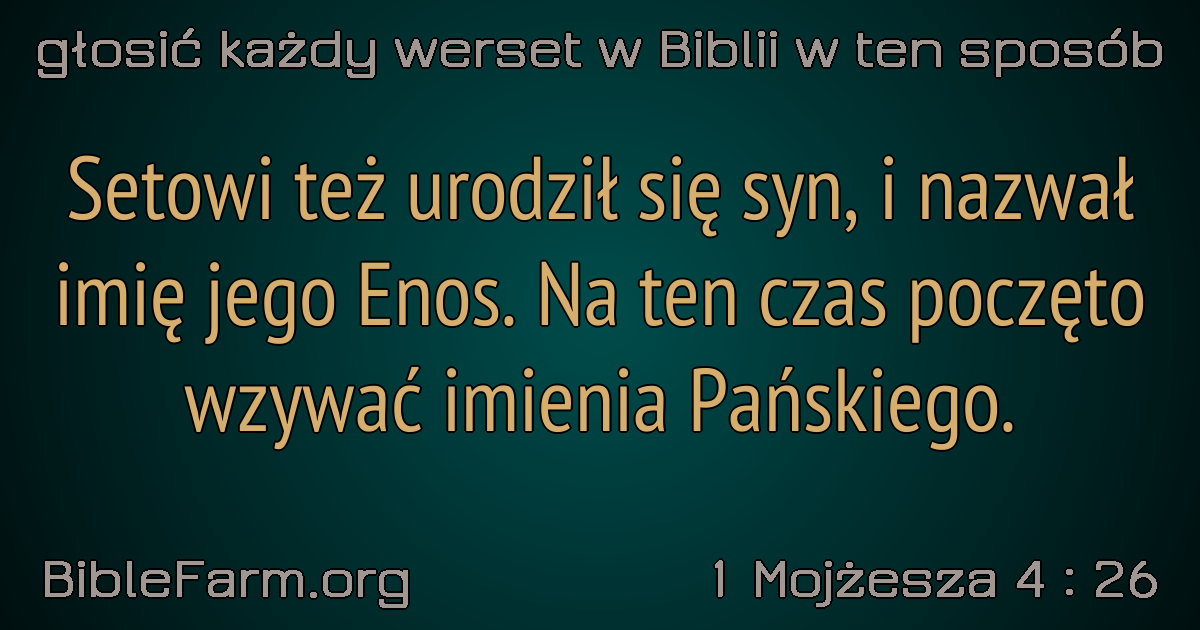 głosić każdy werset w Biblii w ten sposób
Setowi też urodził się syn, i nazwał
imię jego Enos. Na ten czas poczęto
wzywać imienia Pańskiego.
BibleFarm.org 1 Mojżesza 4 : 26